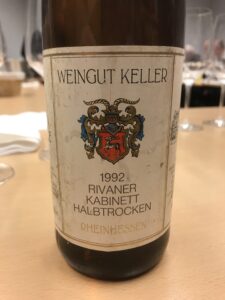 WEINGUT KELLER
1992
RIVANER
KABINETT
HALBTROCKEN
RHEINHESSEN